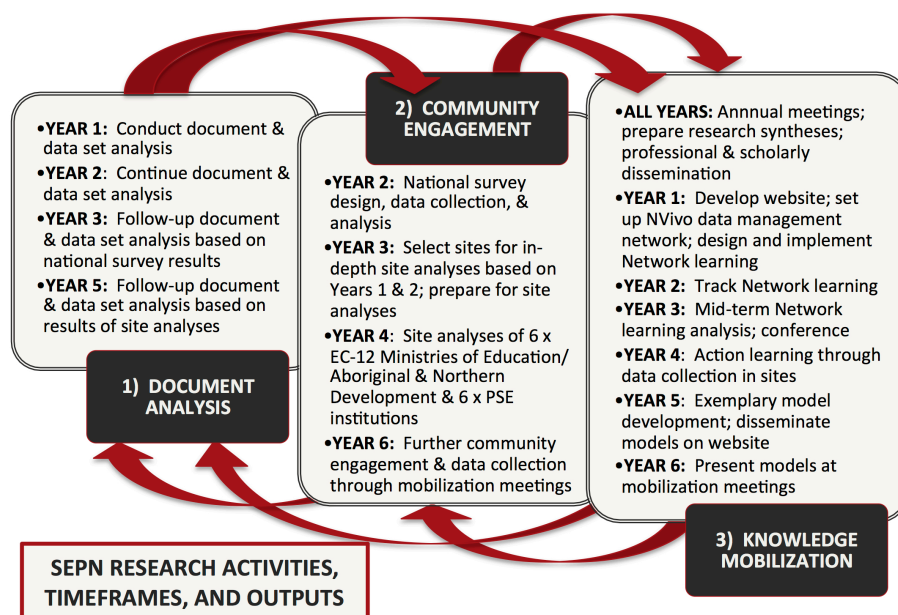 •YEAR 1: Conduct document &
data set analysis
•YEAR 2: Continue document &
data set analysis
•YEAR 3: Follow-up document
& data set analysis based on
national survey results
•YEAR 5: Follow-up document
& data set analysis based on
results of site analyses
1) DOCUMENT
ANALYSIS
2) COMMUNITY
ENGAGEMENT
•YEAR 2: National survey
design, data collection, &
analysis
•YEAR 3: Select sites for in-
depth site analyses based on
Years 1 & 2; prepare for site
analyses
•YEAR 4: Site analyses of 6 x
EC-12 Ministries of Education/
Aboriginal & Northern
Development & 6 x PSE
institutions
•YEAR 6: Further community
engagement & data collection
through mobilization meetings
•ALL YEARS: Annnual meetings;
prepare research syntheses;
professional & scholarly
dissemination
•YEAR 1: Develop website; set
up NVivo data management
network; design and implement
Network learning
•YEAR 2: Track Network learning
•YEAR 3: Mid-term Network
learning analysis; conference
•YEAR 4: Action learning through
data collection in sites
•YEAR 5: Exemplary model
development; disseminate
models on website
•YEAR 6: Present models at
mobilization meetings
3) KNOWLEDGE
MOBILIZATION
SEPN RESEARCH ACTIVITIES,
TIMEFRAMES, AND OUTPUTS